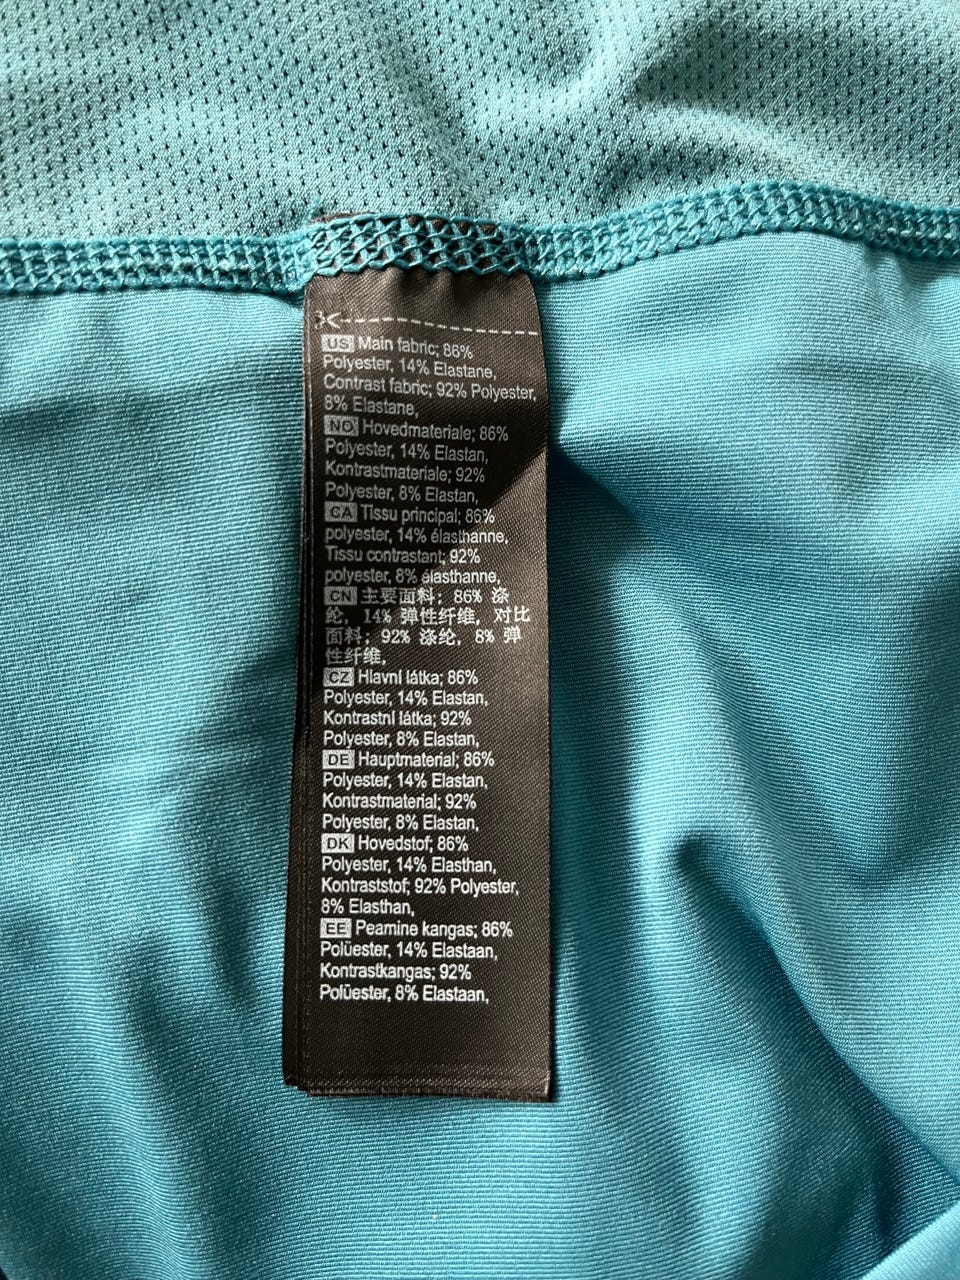 US Main fabric; 86%
Polyester, 14% Elastane,
Contrast fabric; 92% Polyester,
8% Elastane,
NO Hovedmateriale; 86%
Polyester, 14% Elastan,
Kontrastmateriale; 92%
Polyester, 8% Elastan,
CA Tissu principal; 86%
polyester, 14% élasthanne,
Tissu contrastant; 92%
polyester, 8% élasthanne,
CN 主要面料; 86% 涤
纶, 14% 弹性纤维, 对比
面料; 92% 涤纶, 8% 弹
性纤维,
CZ Hlavní látka; 86%
Polyester, 14% Elastan,
Kontrastní látka; 92%
Polyester, 8% Elastan,
DE Hauptmaterial; 86%
Polyester, 14% Elastan,
Kontrastmaterial; 92%
Polyester, 8% Elastan,
DK Hovedstof; 86%
Polyester, 14% Elasthan,
Kontraststof; 92% Polyester,
8% Elasthan,
EE Peamine kangas; 86%
Polüester, 14% Elastaan,
Kontrastkangas; 92%
Polüester, 8% Elastaan,